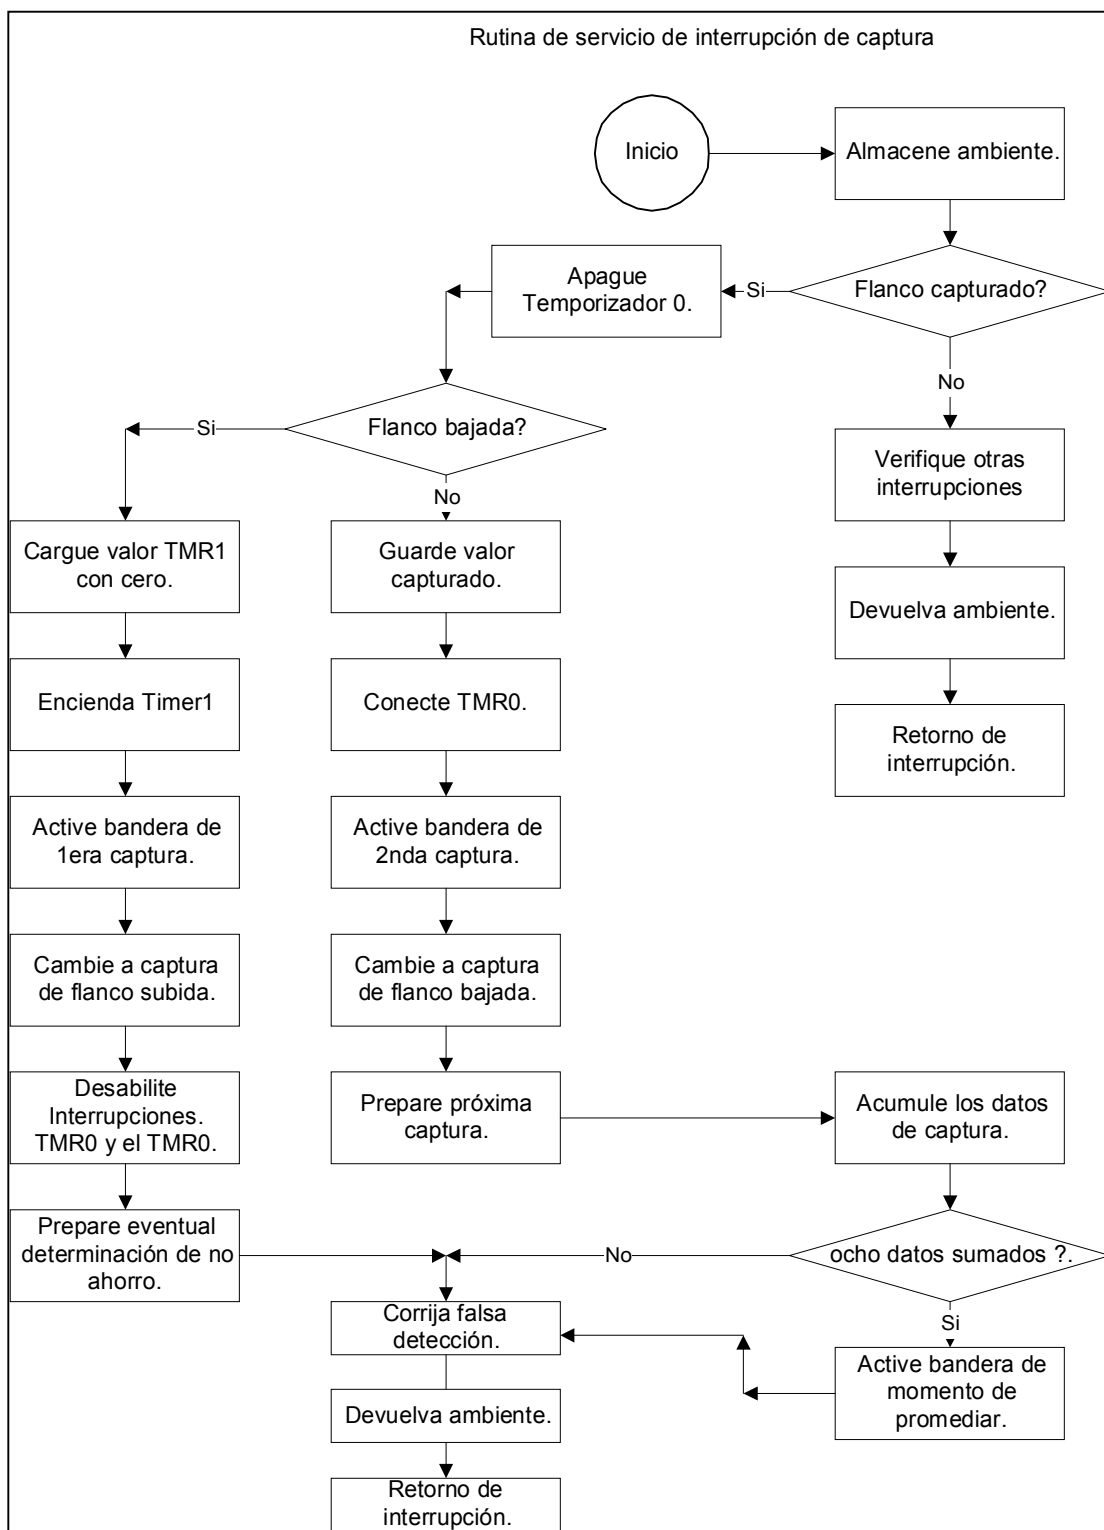 Rutina de servicio de interrupción de captura
Inicio
Almacene ambiente.
Apague
Temporizador 0.
Si
Flanco capturado?
No
Si
Flanco bajada?
No
Verifique otras
interrupciones
Cargue valor TMR1
con cero.
Guarde valor
capturado.
Devuelva ambiente.
Encienda Timer1
Conecte TMR0.
Retorno de
interrupción.
Active bandera de
1era captura.
Active bandera de
2nda captura.
Cambie a captura
de flanco subida.
Cambie a captura
de flanco bajada.
Desabilite
Interrupciones.
TMR0 y el TMR0.
Prepare próxima
captura.
Acumule los datos
de captura.
Prepare eventual
determinación de no
ahorro.
No
ocho datos sumados ?.
Si
Corrija falsa
detección.
Active bandera de
momento de
promediar.
Devuelva ambiente.
Retorno de
interrupción.